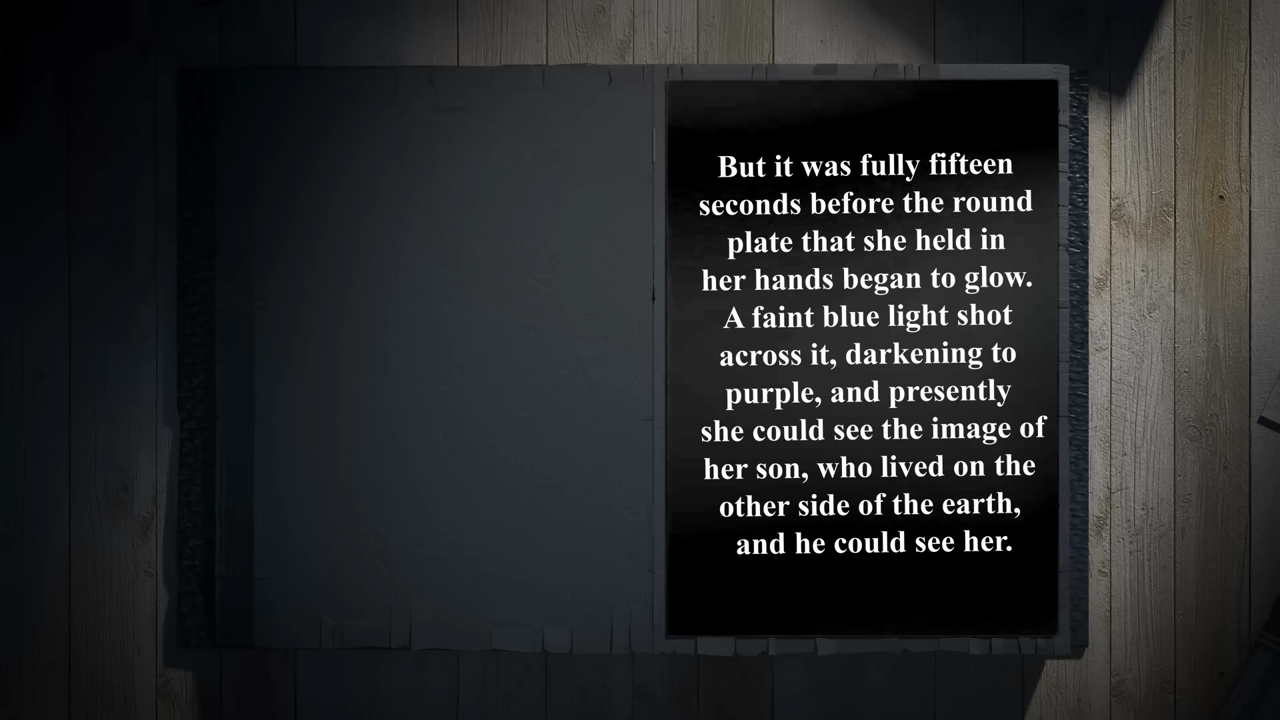 But it was fully fifteen
seconds before the round
plate that she held in
her hands began to glow.
A faint blue light shot
across it, darkening to
purple, and presently
she could see the image of
her son, who lived on the
other side of the earth,
and he could see her.